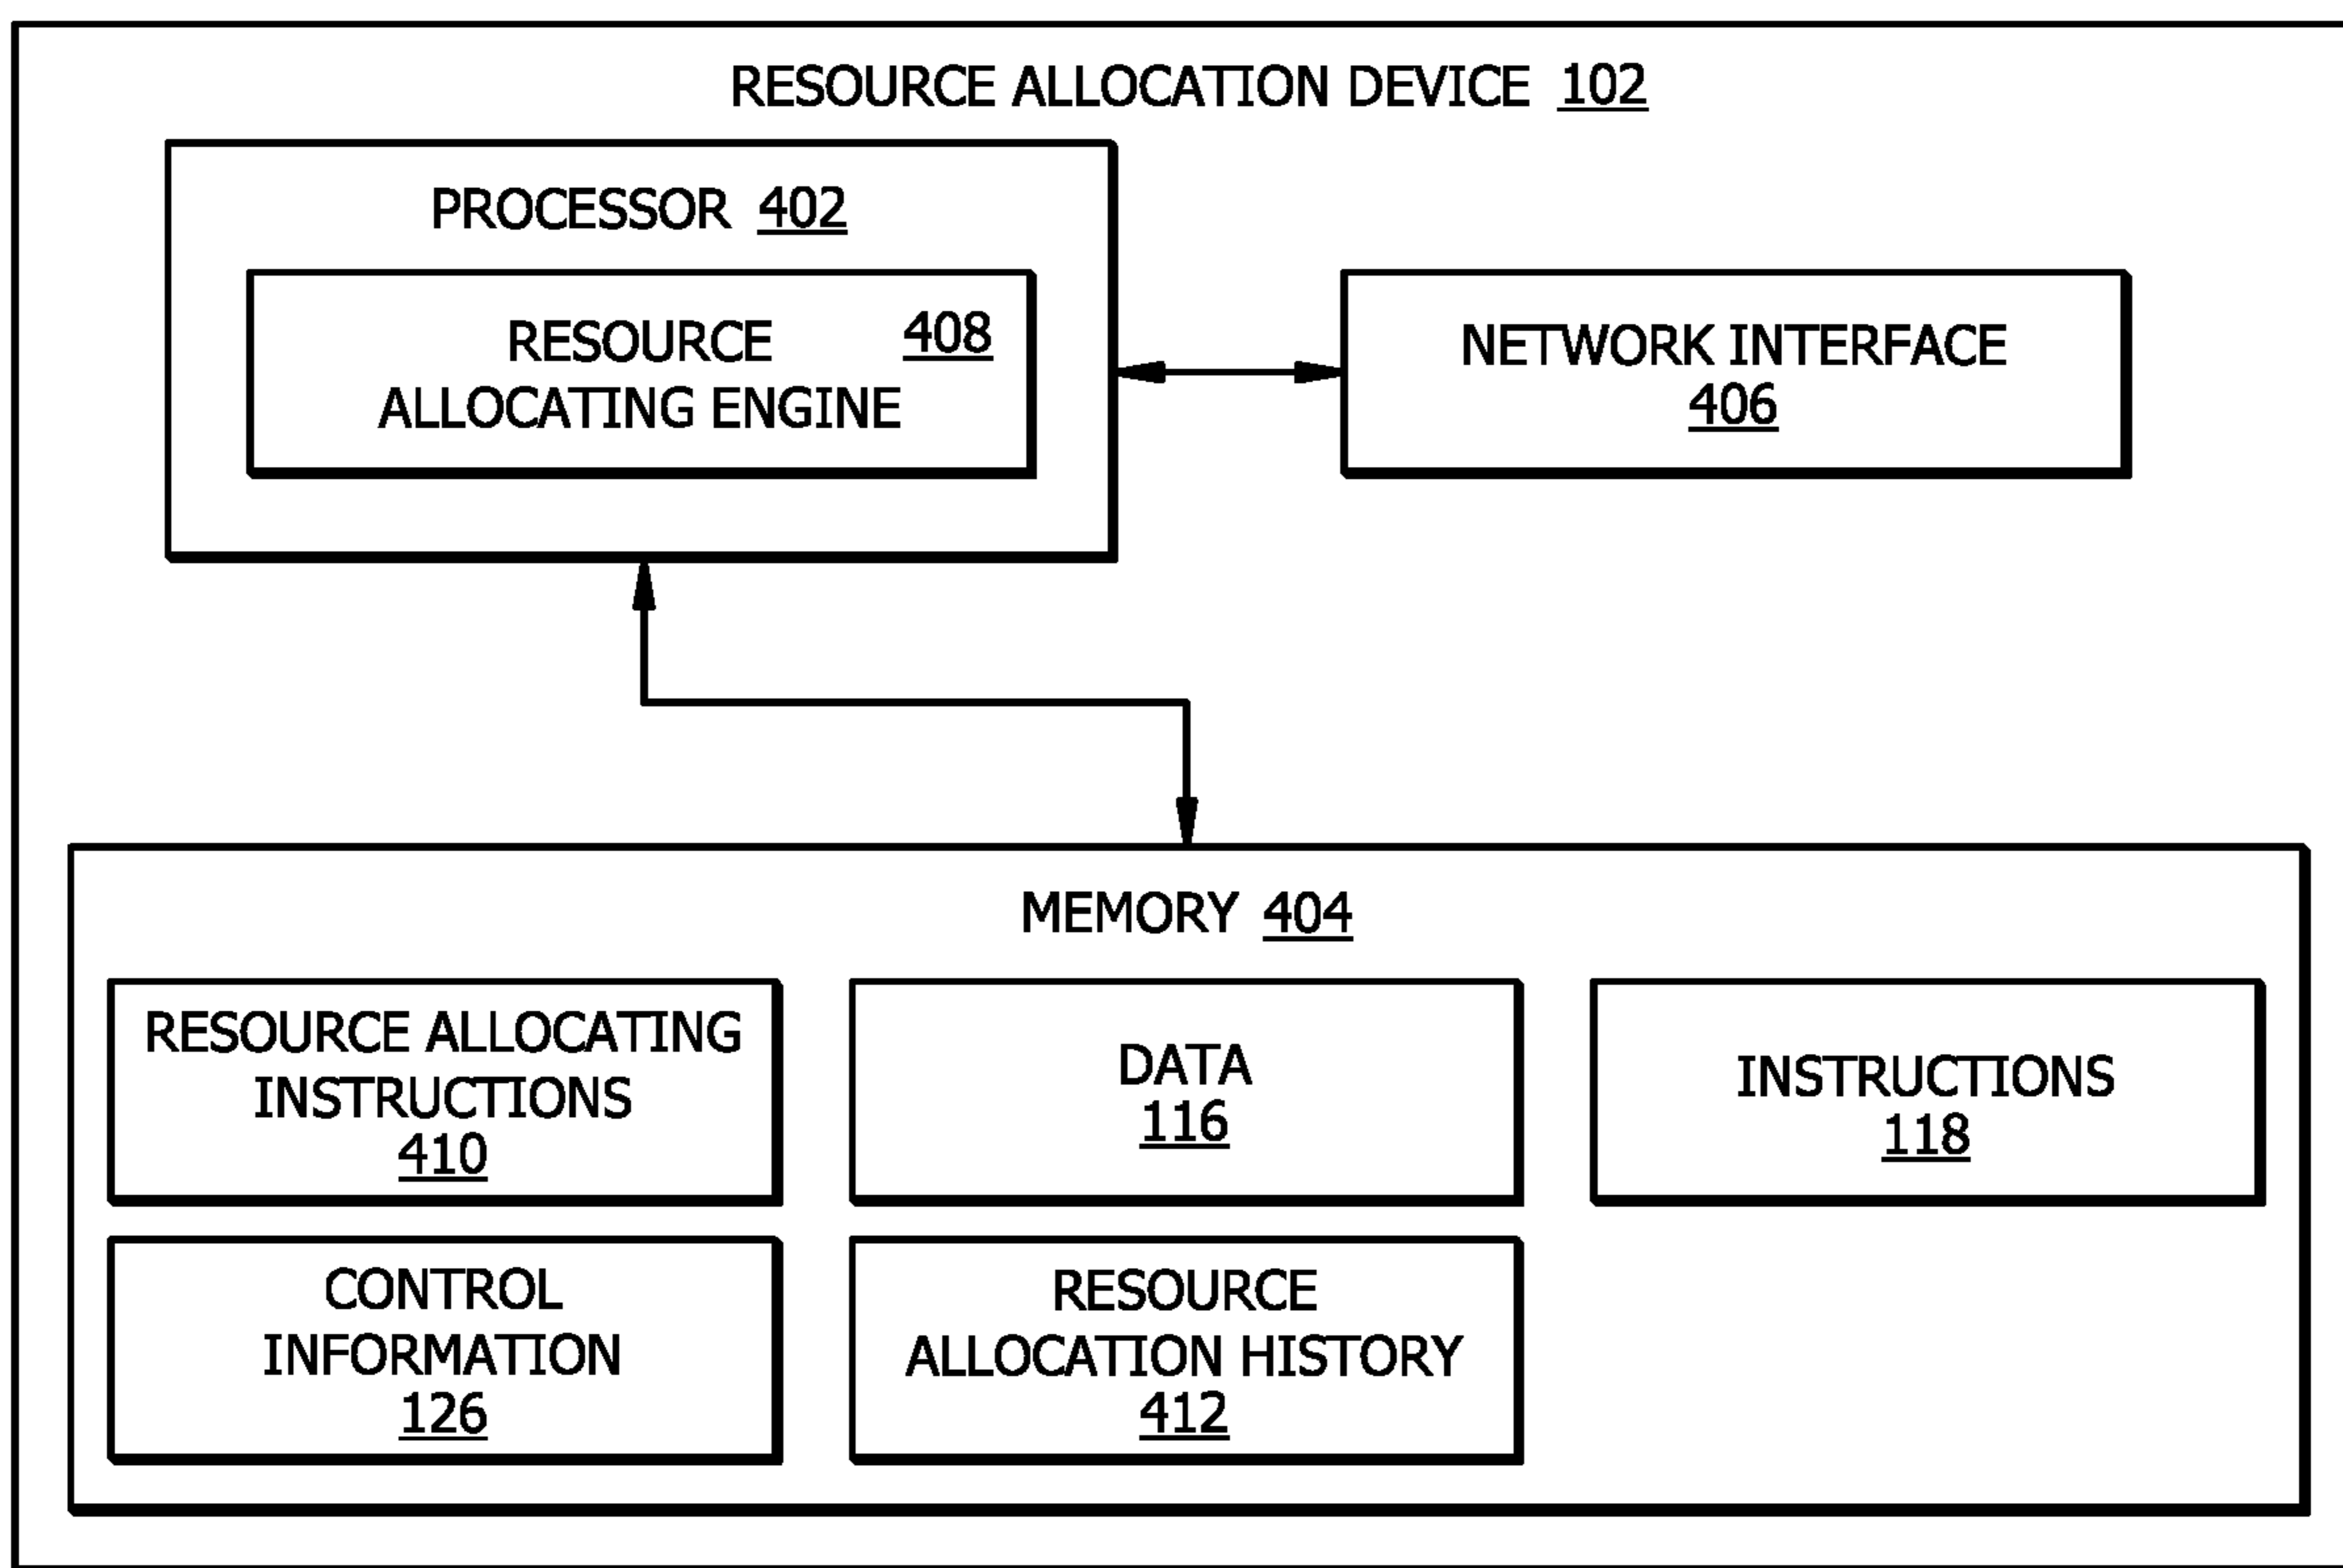 RESOURCE ALLOCATION DEVICE 102
PROCESSOR 402
RESOURCE 408
ALLOCATING ENGINE
NETWORK INTERFACE
406
MEMORY 404
RESOURCE ALLOCATING
INSTRUCTIONS
410
DATA
116
INSTRUCTIONS
118
CONTROL
INFORMATION
126
RESOURCE
ALLOCATION HISTORY
412